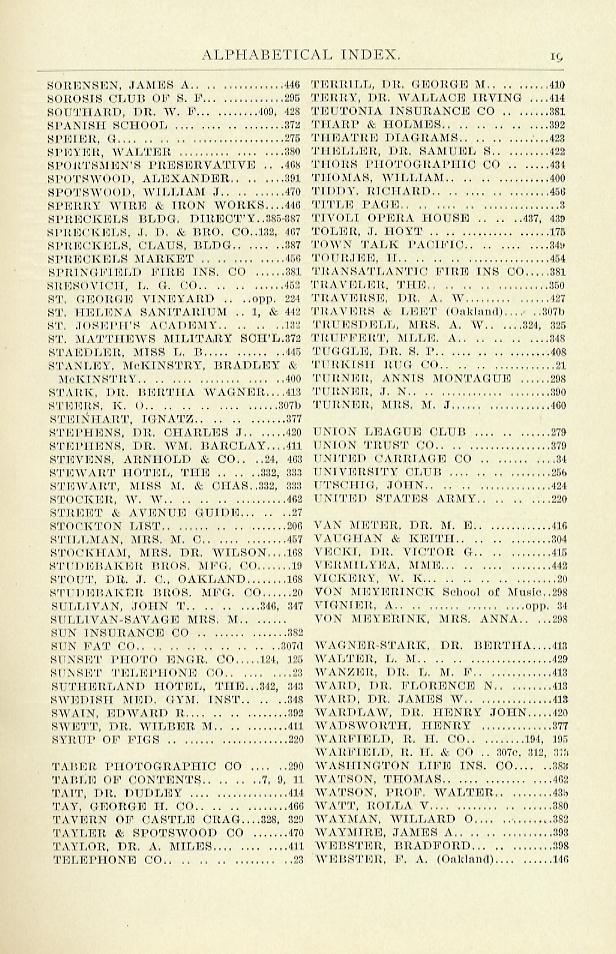 ALPHABETICAL INDEX. 19
SORENSEN, JAMES A.. .. ............446
SOROSIS CLUB OF S. F... ............295
SOUTHARD, DR. W. F... ........409, 428
SPANISH SCHOOL .... .... .... ......372
SPEIER, G.... .. .. .. .. .. ........275
SPEYER, WALTER .. .. .. .. ........380
SPORTSMEN'S PRESERVATIVE .. ..468
SPOTSWOOD, ALEXANDER.. .. .....391
SPOTSWOOD, WILLIAM J.. .. .......470
SPERRY WIRE & IRON WORKS....446
SPRECKELS BLDG. DIRECT'Y..385-387
SPRECKELS, J. D. & BRO. CO..132, 467
SPRECKELS, CLAUS, BLDG.. .. .. ..387
SPRECKELS MARKET .. .. .. .. ....456
SPRINGFIELD FIRE INS. CO ......381
SRESOVICH, L. G. CO.. .. .. .. ......452
ST. GEORGE VINEYARD .. ..opp. 224
ST. HELENA SANITARIUM .. 1, & 442
ST. JOSEPH'S ACADEMY.. .. .. ......132
ST. MATTHEWS MILITARY SCH'L.372
STAEDLER, MISS L. B.... .. .. ......445
STANLEY, McKINSTRY, BRADLEY &
McKINSTRY.. .. .. .. .. .. ........400
STARK, DR. BERTHA WAGNER....413
STEERS, K. O.. .. .. .. .. ........307b
STEINHART, IGNATZ.. .. .. ........377
STEPHENS, DR. CHARLES J.. .. ....420
STEPHENS, DR. WM. BARCLAY....411
STEVENS, ARNOLD & CO.. ..24, 463
STEWART HOTEL, THE .. .. ..332, 333
STEWART, MISS M. & CHAS..332, 333
STOCKER, W. W.. .. .. .. .. ........462
STREET & AVENUE GUIDE... .. ..27
STOCKTON LIST.. .. .. .. .. ........206
STILLMAN, MRS. M. C.. .. .. ........457
STOCKHAM, MRS. DR. WILSON....168
STUDEBAKER BROS. MFG. CO......19
STOUT, DR. J. C., OAKLAND.......168
STUDEBAKER BROS. MFG. CO......20
SULLIVAN, JOHN T.. .. .. ..346, 347
SULLIVAN-SAVAGE MRS. M.. .......
SUN INSURANCE CO .. .. .. ........382
SUN FAT CO.. .. .. .. .. .. .. ..307d
SUNSET PHOTO ENGR. CO.....124, 125
SUNSET TELEPHONE CO.. .. ........23
SUTHERLAND HOTEL, THE...342, 343
SWEDISH MED. GYM. INST.. .. ..348
SWAIN, EDWARD R.... .. .. ........392
SWETT, DR. WILBER M.. .. ........411
SYRUP OF FIGS .. .. .. .. ........220
TABER PHOTOGRAPHIC CO .... ..290
TABLE OF CONTENTS.. .. .. ..7, 9, 11
TAIT, DR. DUDLEY .... .. .. ........414
TAY, GEORGE H. CO.. .. .. ........466
TAVERN OF CASTLE CRAG....328, 329
TAYLER & SPOTSWOOD CO .......470
TAYLOR, DR. A. MILES.... .... ....411
TELEPHONE CO.. .. .. .. .. ........23
TERRILL, DR. GEORGE M.. .. ......410
TERRY, DR. WALLACE IRVING ....414
TEUTONIA INSURANCE CO .. ......381
THARP & HOLMES.. .. .. .. ........392
THEATRE DIAGRAMS.. .. .. ........423
THELLER, DR. SAMUEL S.. .. ......422
THORS PHOTOGRAPHIC CO .. ......434
THOMAS, WILLIAM.. .. .. .. ........400
TIDDY, RICHARD.. .. .. .. ........456
TITLE PAGE.. .. .. .. .. .. ........3
TIVOLI OPERA HOUSE .. .. ..437, 439
TOLER, J. HOYT .. .. .. .. ........175
TOWN TALK PACIFIC.. .. .. ........349
TOURJEE, H.. .. .. .. .. .. ........454
TRANSATLANTIC FIRE INS CO.....381
TRAVELER, THE.. .. .. .. ........350
TRAVERSE, DR. A. W.. .. .. ........427
TRAVERS & LEET (Oakland).... ..307b
TRUESDELL, MRS. A. W.. ....324, 325
TRUFFERT, MLLE. A.. .. .. ........348
TUGGLE, DR. S. P.. .. .. .. ........408
TURKISH RUG CO.. .. .. .. ........21
TURNER, ANNIS MONTAGUE ......298
TURNER, J. N.. .. .. .. .. ........390
TURNER, MRS. M. J.... .. .. ........460
UNION LEAGUE CLUB .... .. ......279
UNION TRUST CO.. .. .. .. ........379
UNITED CARRIAGE CO .. .. ........34
UNIVERSITY CLUB .... .. .. ........256
UTSCHIG, JOHN.. .. .. .. .. ........424
UNITED STATES ARMY.. .. .. ......220
VAN METER, DR. M. E.. .. ..........416
VAUGHAN & KEITH.. .. .. ..........304
VECKI, DR. VICTOR G.. .. ..........415
VERMILYEA, MME.. .. .. .. ........442
VICKERY, W. K... .. .. .. .. ........20
VON MEYERINCK School of Music..298
VIGNIER, A.. .. .. .. ............opp. 34
VON MEYERINK, MRS. ANNA.. ...298
WAGNER-STARK, DR. BERTHA....413
WALTER, L. M.. .. .. .. .. ........429
WANZER, DR. L. M. F.. .. ..........413
WARD, DR. FLORENCE N.. .. ......413
WARD, DR. JAMES W.. .. ..........413
WARDLAW, DR. HENRY JOHN.....420
WADSWORTH, HENRY .. ..........377
WARFIELD, R. H. CO.. .. ......194, 195
WARFIELD, R. H. & CO .. 307c, 312, 313
WASHINGTON LIFE INS. CO.... ..383
WATSON, THOMAS.. .. .. .. ........462
WATSON, PROF. WALTER.. .. ......435
WATT, ROLLA V.... .. .. .. ........380
WAYMAN, WILLARD O.... .. ........382
WAYMIRE, JAMES A.. .. .. ..........393
WEBSTER, BRADFORD... .. .. ......398
WEBSTER, F. A. (Oakland).... ......146